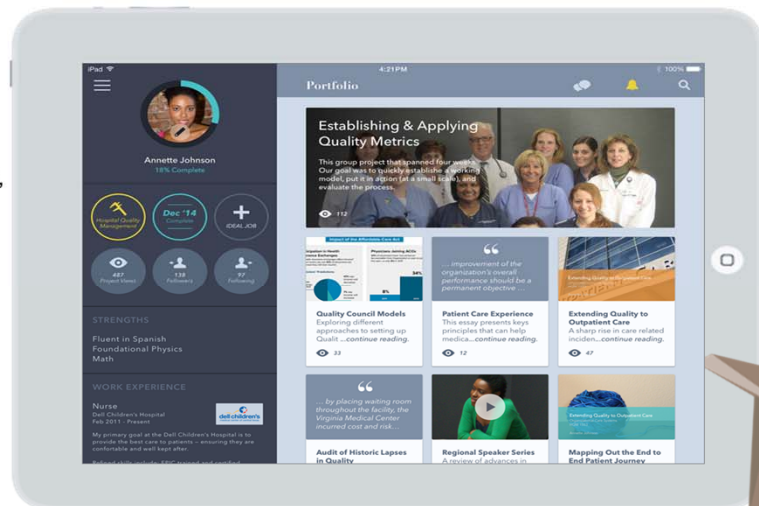 iPad
4:21PM
100%
Portfolio
Annette Johnson
18% Complete
Hospital Quality
Management
Dec '14
Complete
IDEAL JOB
487
Project Views
138
Followers
97
Following
STRENGTHS
Fluent in Spanish
Foundational Physics
Math
WORK EXPERIENCE
Nurse
Dell Children's Hospital
Feb 2011 - Present
dell children's
My primary goal at the Dell Children's Hospital is to
provide the best care to patients – ensuring they are
comfortable and well kept after.
Establishing & Applying
Quality Metrics
This group project that spanned four weeks.
Our goal was to quickly establishe a working
model, put it in action (at a small scale), and
evaluate the process.
112
Impact of the Affordable Care Act
34%
8%
Quality Council Models
Exploring different
approaches to setting up
Qualit ...continue reading.
33
“
... improvement of the
organization's overall
performance should be a
permanent objective ...
Patient Care Experience
This essay presents keys
principles that can help
medica...continue reading.
12
Extending Quality to Outpatient Care
Extending Quality to
Outpatient Care
A sharp rise in care related
inciden...continue reading.
47
“
... by placing waiting room
throughout the facility, the
Virginia Medical Center
incurred cost and risk...
Audit of Historic Lapses
in Quality
Regional Speaker Series
A review of advances in
Extending Quality to Outpatient Care
Mapping Out the End to
End Patient Journey